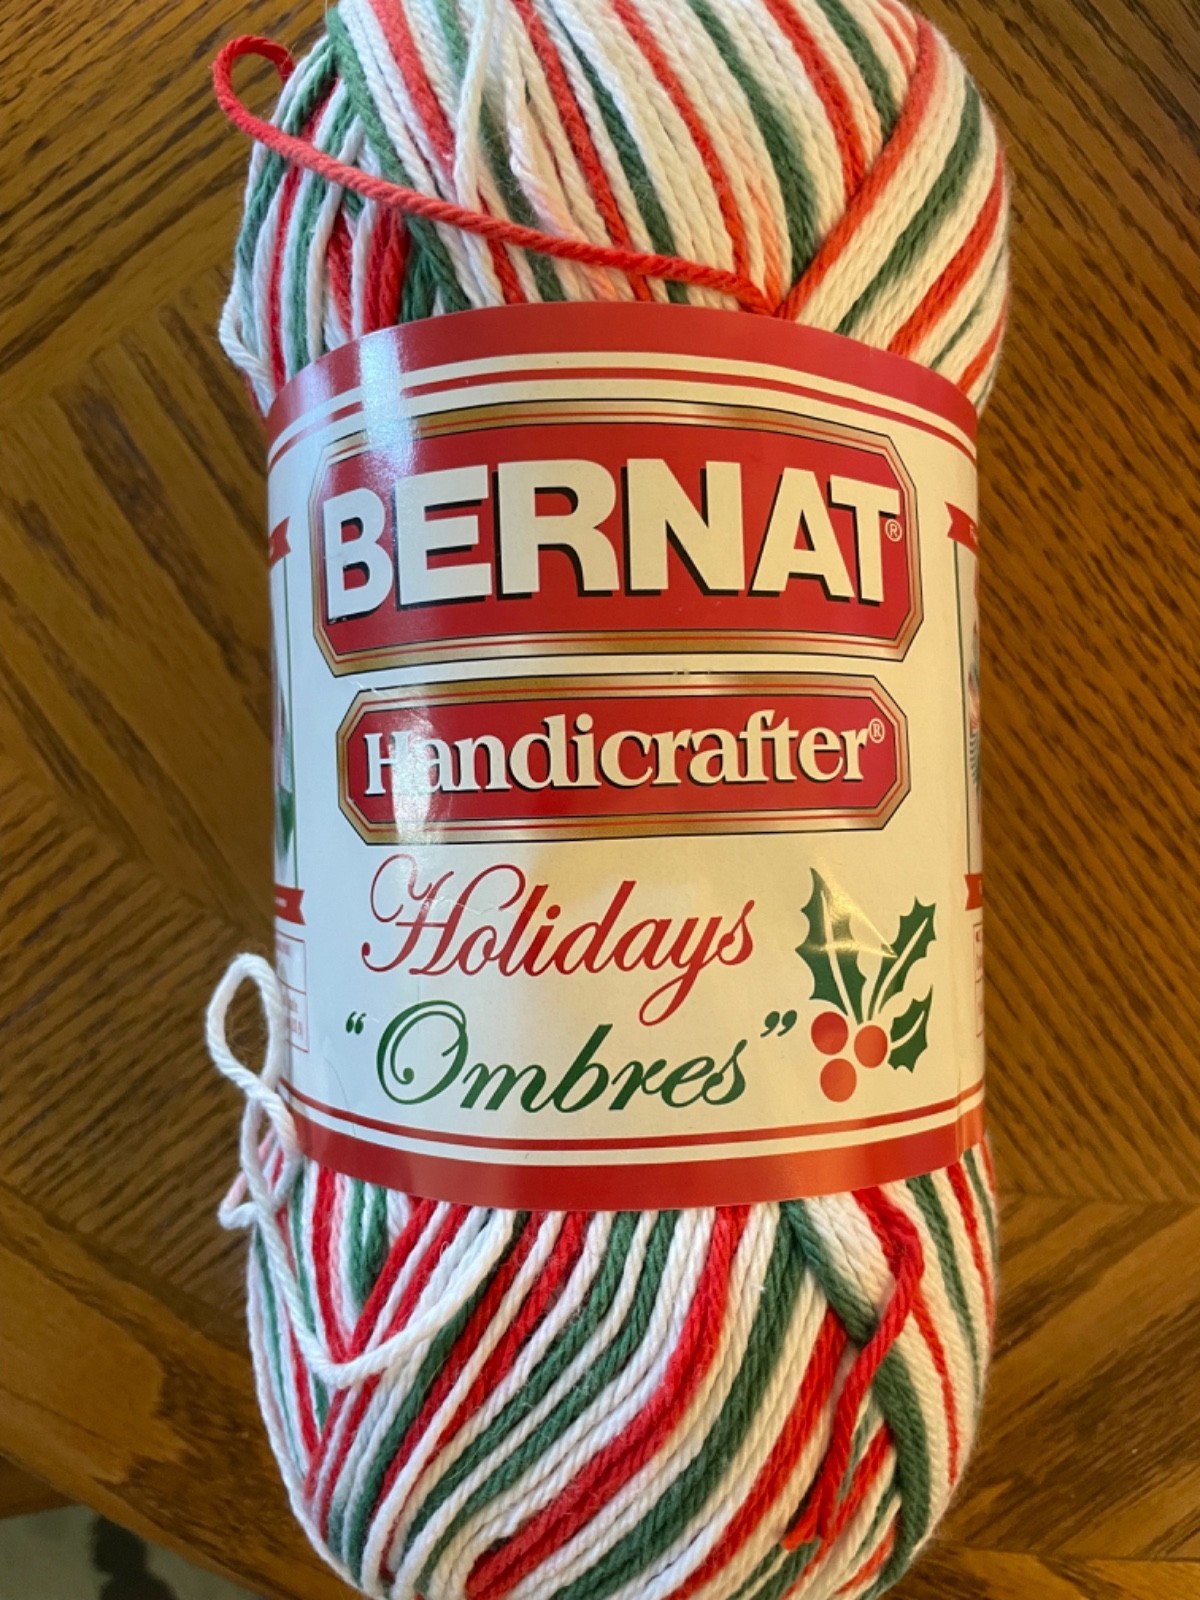 BERNAT®
Handicrafter®
Holidays
“Ombres”